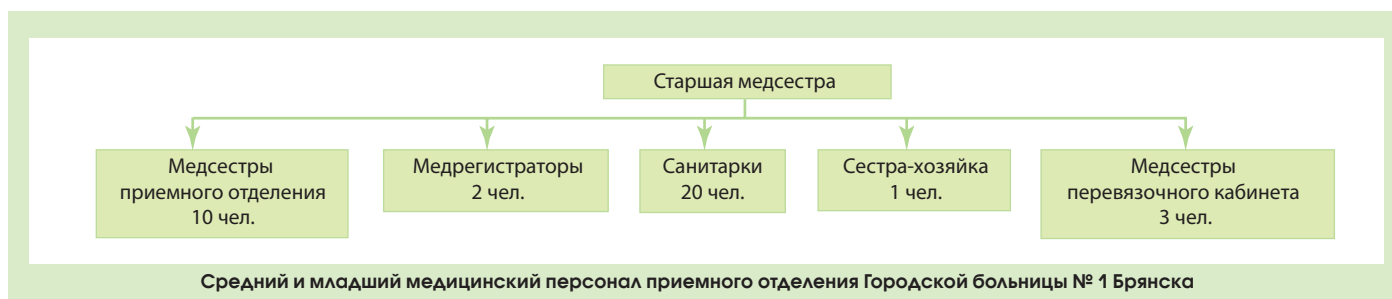 Старшая медсестра
Медсестры
приемного отделения
10 чел.
Медрегистраторы
2 чел.
Санитарки
20 чел.
Сестра-хозяйка
1 чел.
Медсестры
перевязочного кабинета
3 чел.
Средний и младший медицинский персонал приемного отделения Городской больницы № 1 Брянска